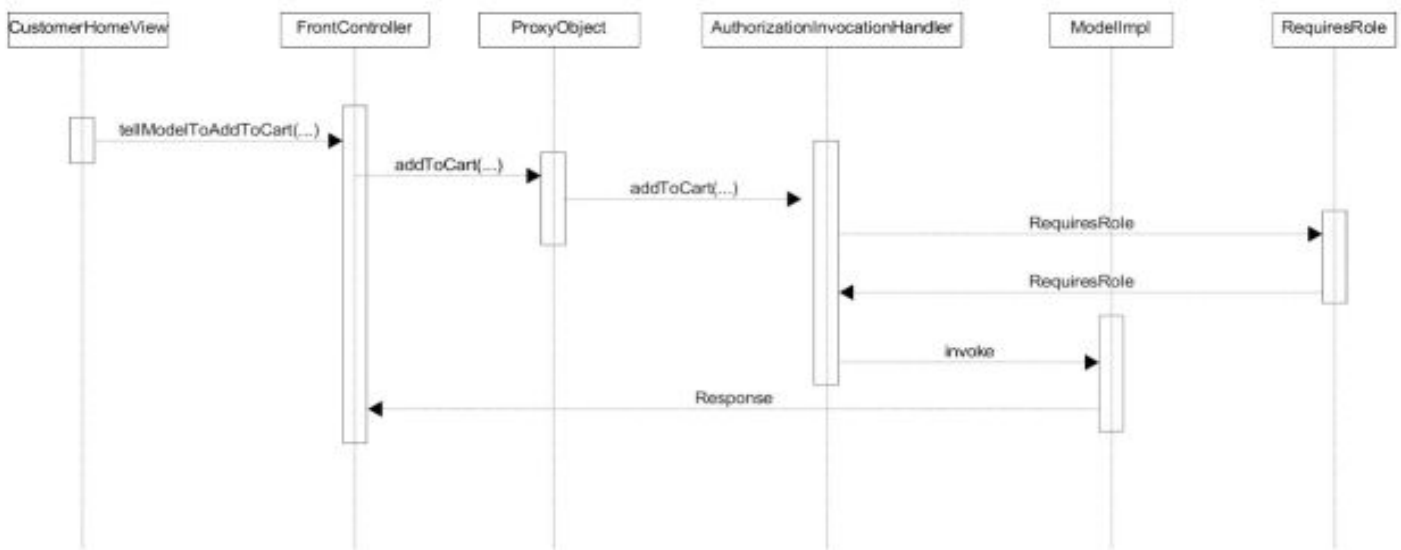 CustomerHomeView
FrontController
ProxyObject
AuthorizationInvocationHandler
ModelImpl
RequiresRole
tellModelToAddToCart(...)
addToCart(...)
addToCart(...)
RequiresRole
RequiresRole
invoke
Response